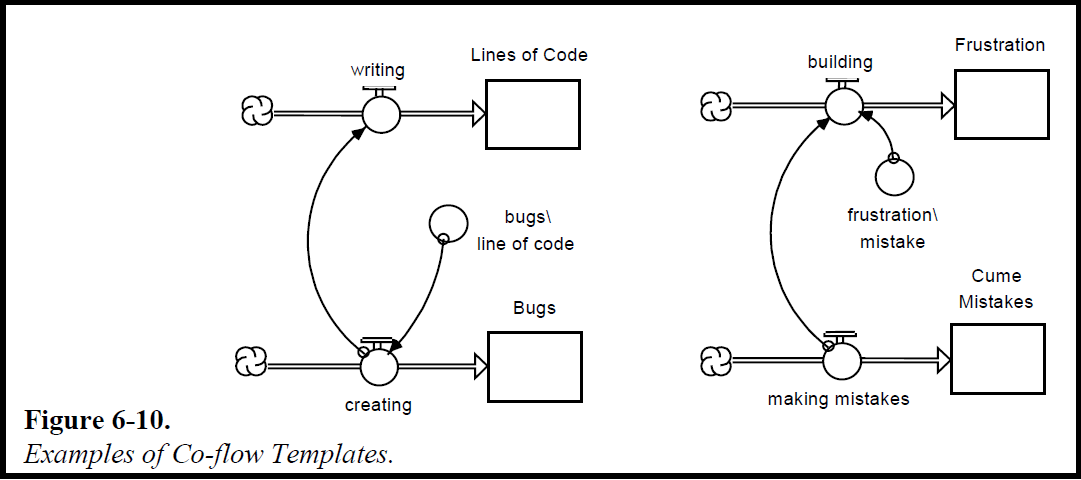 writing
Lines of Code
bugs\
line of code
Bugs
creating
building
Frustration
frustration\
mistake
Cume
Mistakes
making mistakes
Figure 6-10.
Examples of Co-flow Templates.